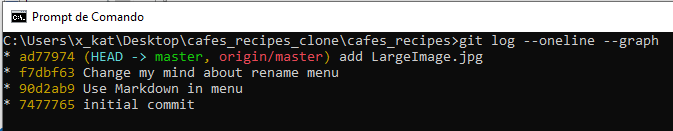 Prompt de Comando
C:\Users\x_kat\Desktop\cafes_recipes_clone\cafes_recipes>git log --oneline --graph
* ad77974 (HEAD -> master, origin/master) add LargeImage.jpg
* f7dbf63 Change my mind about rename menu
* 90d2ab9 Use Markdown in menu
* 7477765 initial commit